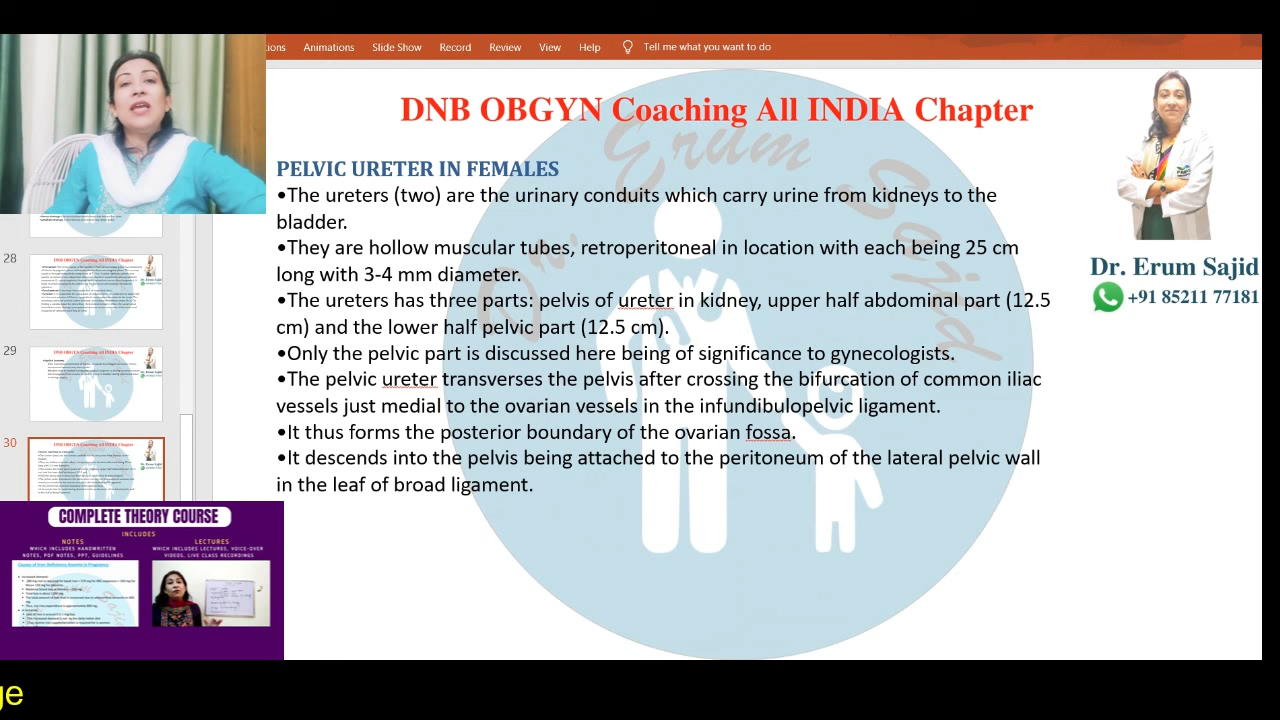 tions Animations Slide Show Record Review View Help Tell me what you want to do
DNB OBGYN Coaching All INDIA Chapter
PELVIC URETER IN FEMALES
•The ureters (two) are the urinary conduits which carry urine from kidneys to the
bladder.
•They are hollow muscular tubes, retroperitoneal in location with each being 25 cm
long with 3-4 mm diameter.
•The ureters has three parts: pelvis of ureter in kidney, upper half abdominal part (12.5
cm) and the lower half pelvic part (12.5 cm).
•Only the pelvic part is discussed here being of significance to gynecologists.
•The pelvic ureter transverses the pelvis after crossing the bifurcation of common iliac
vessels just medial to the ovarian vessels in the infundibulopelvic ligament.
•It thus forms the posterior boundary of the ovarian fossa.
•It descends into the pelvis being attached to the peritoneum of the lateral pelvic wall
in the leaf of broad ligament.
Dr. Erum Sajid
+91 85211 77181
28
29
30
COMPLETE THEORY COURSE
INCLUDES
NOTES
WHICH INCLUDES HANDWRITTEN
NOTES, PDF NOTES, PPT, GUIDELINES
LECTURES
WHICH INCLUDES LECTURES, VOICE-OVER
VIDEOS, LIVE CLASS RECORDINGS
Causes of Iron Deficiency Anemia in Pregnancy
ge